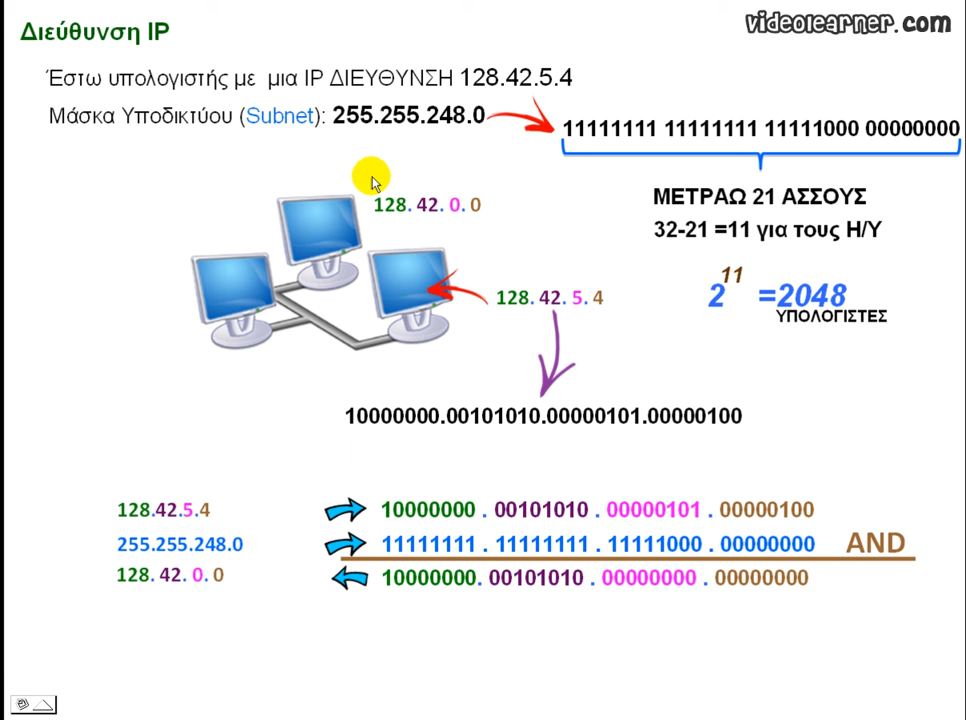 Διεύθυνση IP
videolearner.com
Έστω υπολογιστής με μια IP ΔΙΕΥΘΥΝΣΗ 128.42.5.4
Μάσκα Υποδικτύου (Subnet): 255.255.248.0
11111111 11111111 11111000 00000000
ΜΕΤΡΑΩ 21 ΑΣΣΟΥΣ
32-21 =11 για τους Η/Υ
128. 42. 0. 0
128. 42. 5. 4
2 11 =2048
ΥΠΟΛΟΓΙΣΤΕΣ
10000000.00101010.00000101.00000100
128.42.5.4 10000000 . 00101010 . 00000101 . 00000100
255.255.248.0 11111111 . 11111111 . 11111000 . 00000000 AND
128. 42. 0. 0 10000000. 00101010 . 00000000 . 00000000